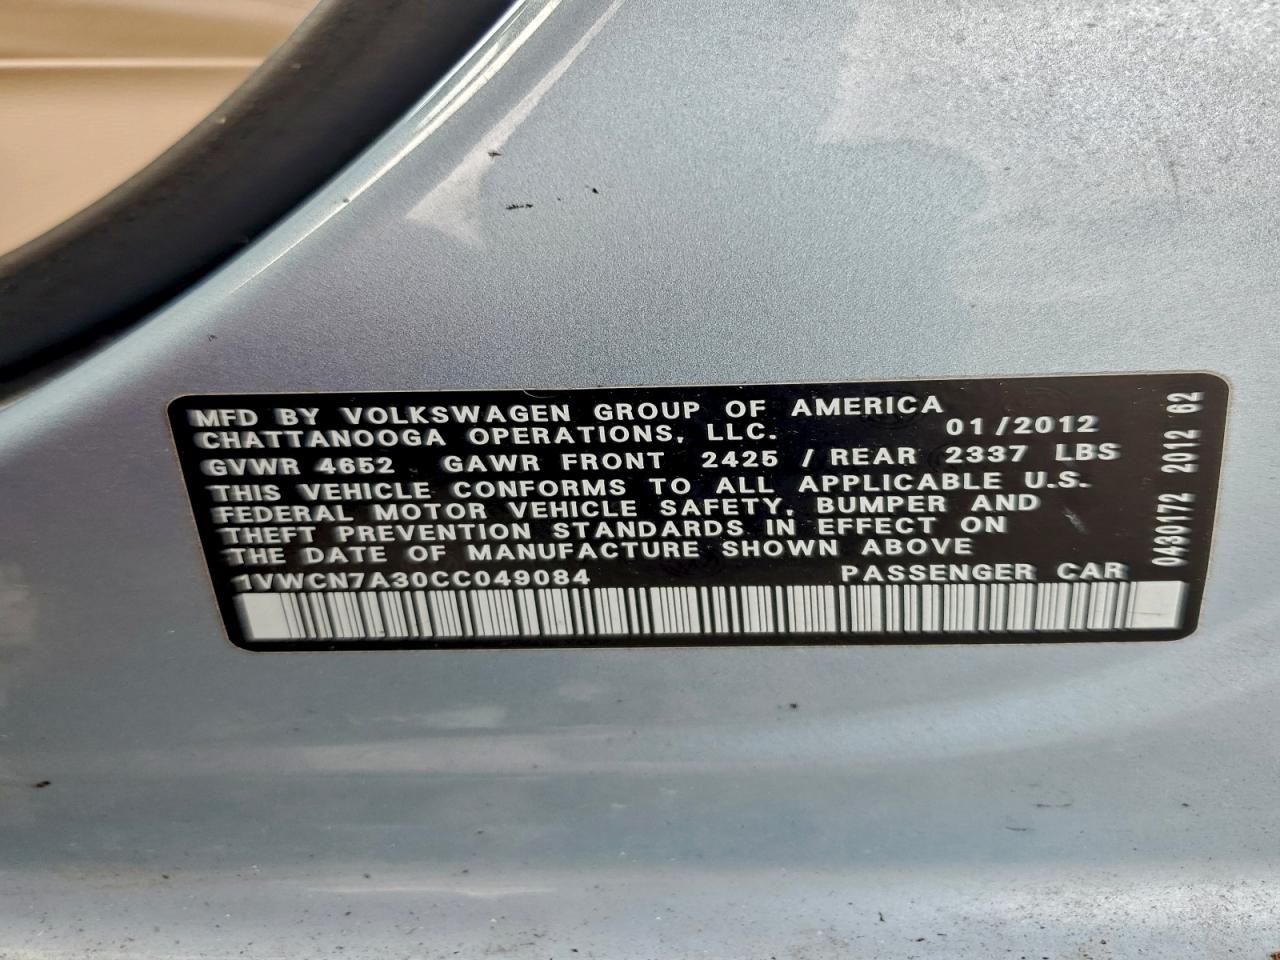 MFD BY VOLKSWAGEN GROUP OF AMERICA
CHATTANOOGA OPERATIONS, LLC. 01/2012
GVWR 4652 GAWR FRONT 2425 / REAR 2337 LBS
THIS VEHICLE CONFORMS TO ALL APPLICABLE U.S.
FEDERAL MOTOR VEHICLE SAFETY, BUMPER AND
THEFT PREVENTION STANDARDS IN EFFECT ON
THE DATE OF MANUFACTURE SHOWN ABOVE
1VWCN7A30CC049084 PASSENGER CAR
0439172 2012 62